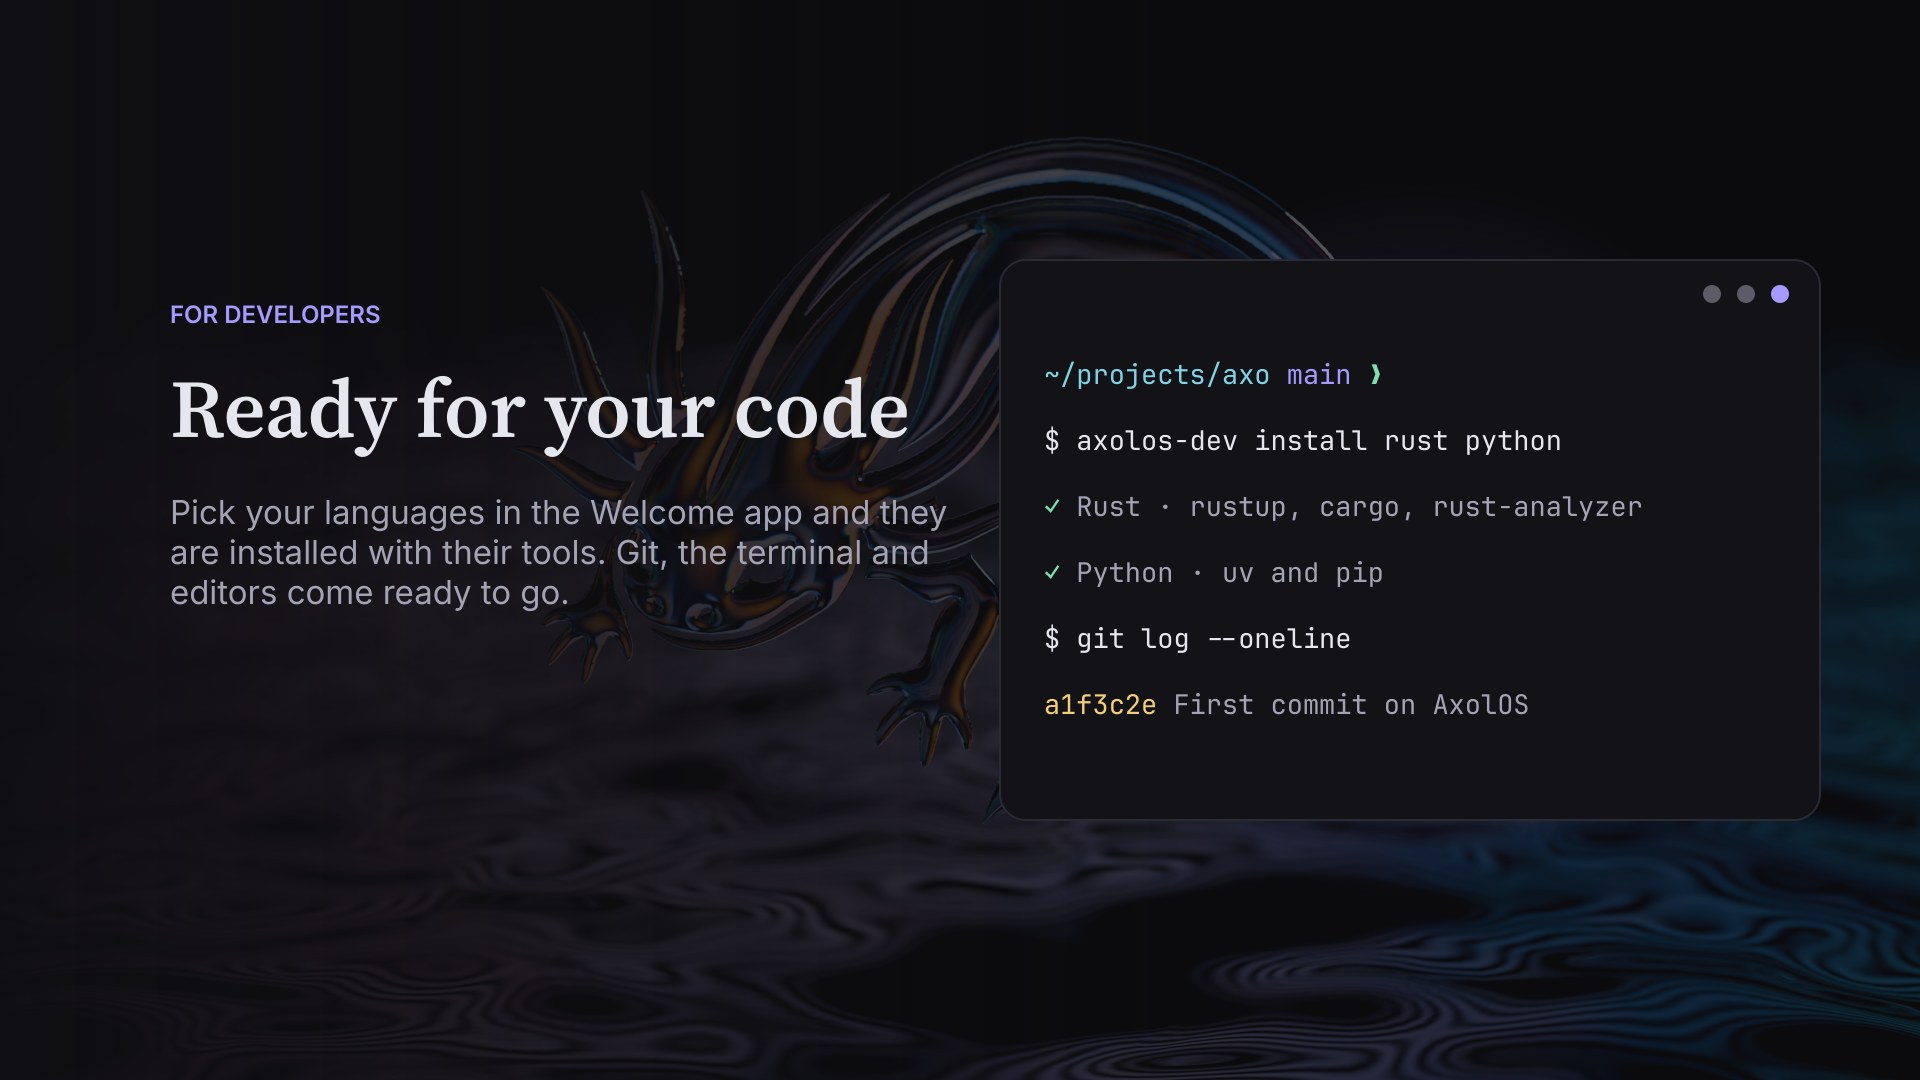 FOR DEVELOPERS
Ready for your code
Pick your languages in the Welcome app and they
are installed with their tools. Git, the terminal and
editors come ready to go.
~/projects/axo main ❯
$ axolos-dev install rust python
✓ Rust · rustup, cargo, rust-analyzer
✓ Python · uv and pip
$ git log --oneline
a1f3c2e First commit on AxolOS